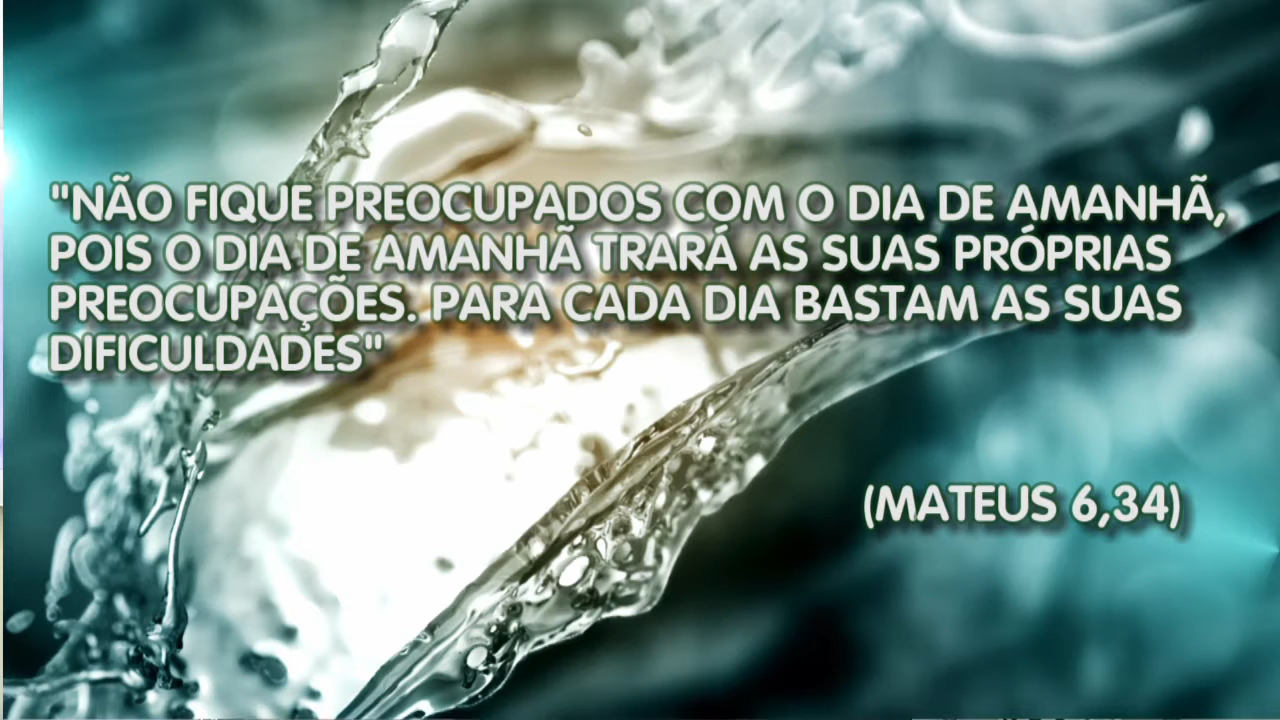 "NÃO FIQUE PREOCUPADOS COM O DIA DE AMANHÃ,
POIS O DIA DE AMANHÃ TRARÁ AS SUAS PRÓPRIAS
PREOCUPAÇÕES. PARA CADA DIA BASTAM AS SUAS
DIFICULDADES"
(MATEUS 6,34)